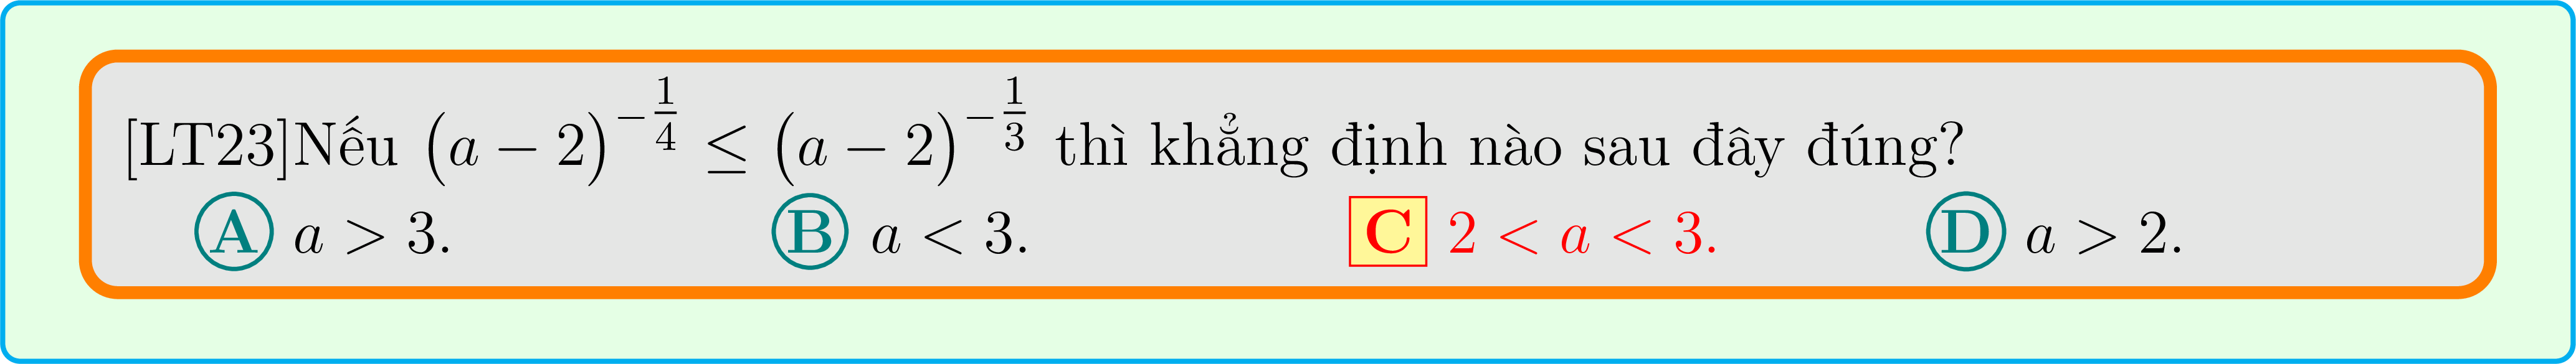 [LT23]Nếu $(a-2)^{-\frac{1}{4}} \leq (a-2)^{-\frac{1}{3}}$ thì khẳng định nào sau đây đúng?
A a > 3. B a < 3. C 2 < a < 3. D a > 2.